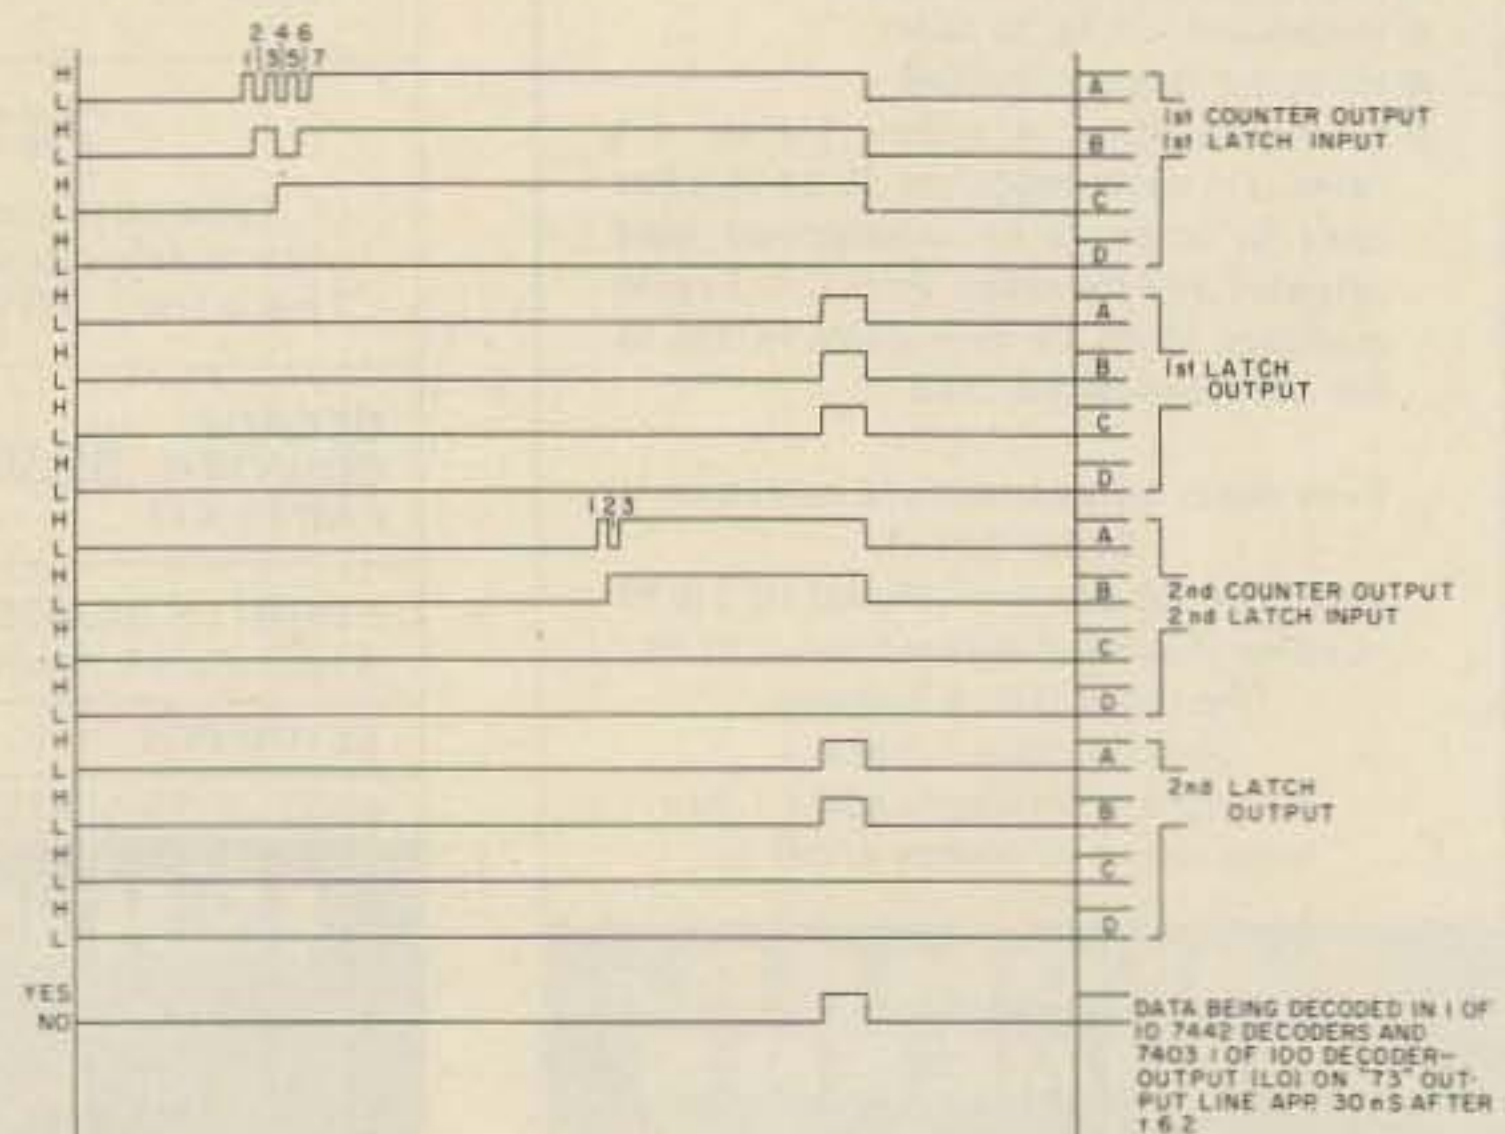 2 4 6
1 3 5 7
H
L
A
1st COUNTER OUTPUT
H
L
B
1st LATCH INPUT
H
L
C
H
L
D
H
L
A
H
L
B
1st LATCH
OUTPUT
H
L
C
H
L
D
1 2 3
H
L
A
H
L
B
2nd COUNTER OUTPUT
2nd LATCH INPUT
H
L
C
H
L
D
H
L
A
2nd LATCH
H
L
B
OUTPUT
H
L
C
H
L
D
YES
NO
DATA BEING DECODED IN 1 OF
10 7442 DECODERS AND
7403 1 OF 100 DECODER-
OUTPUT (LO) ON "73" OUT-
PUT LINE APP. 30 nS AFTER
6 2